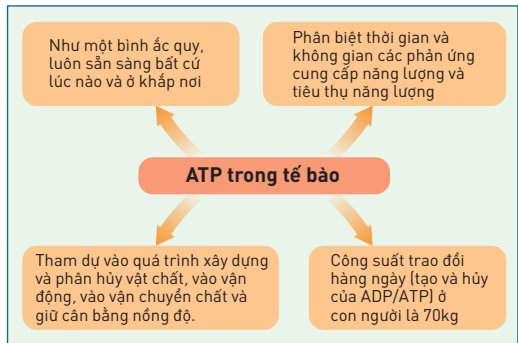 Như một bình ắc quy,
luôn sẵn sàng bất cứ
lúc nào và ở khắp nơi
Phân biệt thời gian và
không gian các phản ứng
cung cấp năng lượng và
tiêu thụ năng lượng
ATP trong tế bào
Tham dự vào quá trình xây dựng
và phân hủy vật chất, vào vận
động, vào vận chuyển chất và
giữ cân bằng nồng độ.
Công suất trao đổi
hàng ngày (tạo và hủy
của ADP/ATP) ở
con người là 70kg